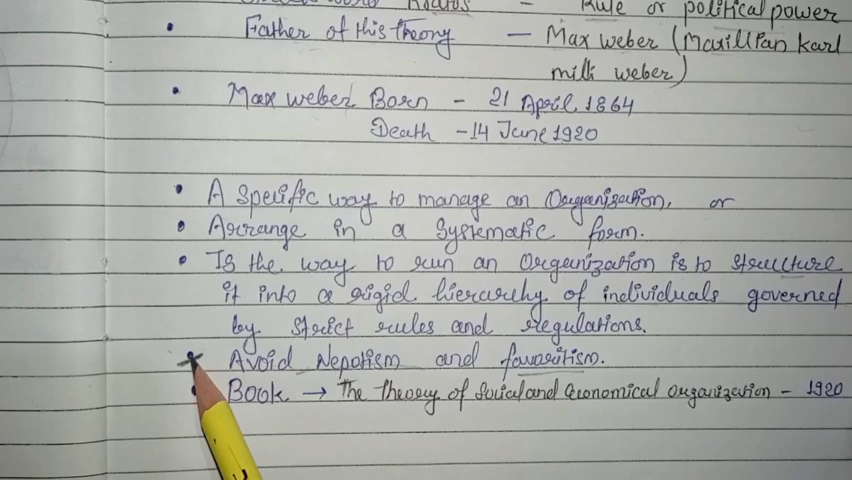 Kratos - Rule or political power
Father of this theory - Max weber (Maxillian karl
milli weber)
Max weber Born - 21 April 1864
Death - 14 June 1920
A Specific way to manage an Organization, or
Arrange in a Systematic form.
Is the way to run an Organization is to structure
it into a rigid hierarchy of individuals governed
by strict rules and regulations.
Avoid Nepotism and favoritism.
Book → The Theory of Social and Economical Organization - 1920